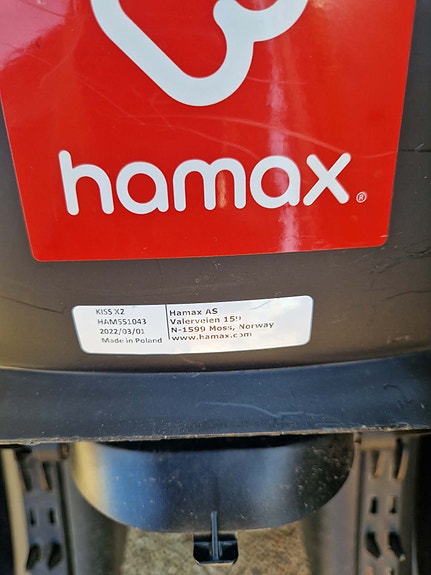 hamax®
KISS X2
HAM551043
2022/03/01
Made in Poland
Hamax AS
Valerveien 159
N-1599 Moss, Norway
www.hamax.com